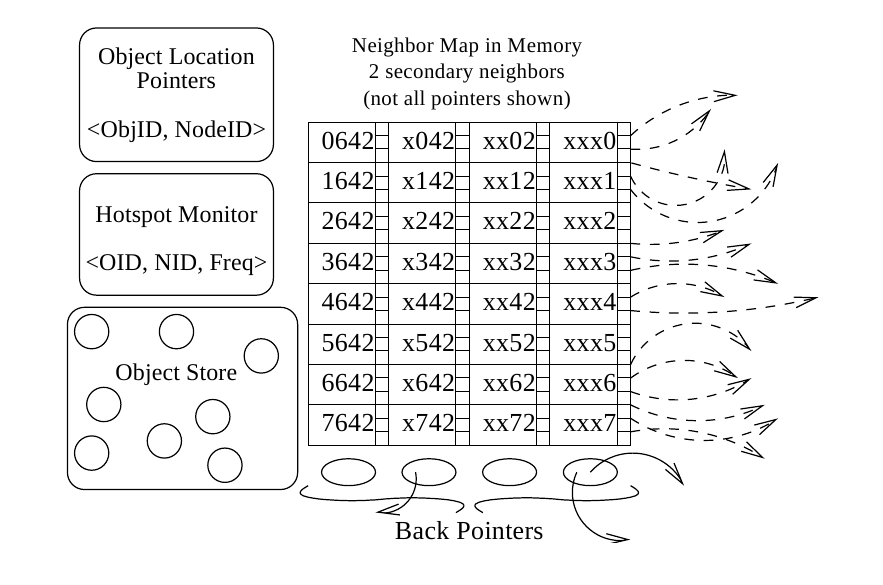 Object Location
Pointers
<ObjID, NodeID>
Hotspot Monitor
<OID, NID, Freq>
Object Store
Neighbor Map in Memory
2 secondary neighbors
(not all pointers shown)
0642 x042 xx02 xxx0
1642 x142 xx12 xxx1
2642 x242 xx22 xxx2
3642 x342 xx32 xxx3
4642 x442 xx42 xxx4
5642 x542 xx52 xxx5
6642 x642 xx62 xxx6
7642 x742 xx72 xxx7
Back Pointers